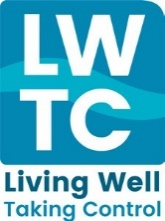 LW
TC
Living Well
Taking Control